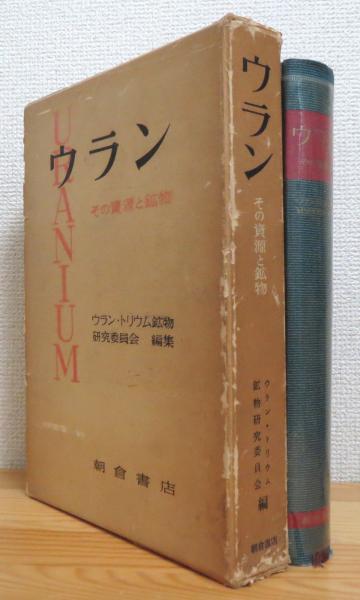 URANIUM
ウラン
その資源と鉱物
ウラン・トリウム鉱物
研究委員会 編集
朝倉書店
ウラン
その資源と鉱物
ウラン・トリウム
鉱物研究委員会 編
朝倉書店
ウラン